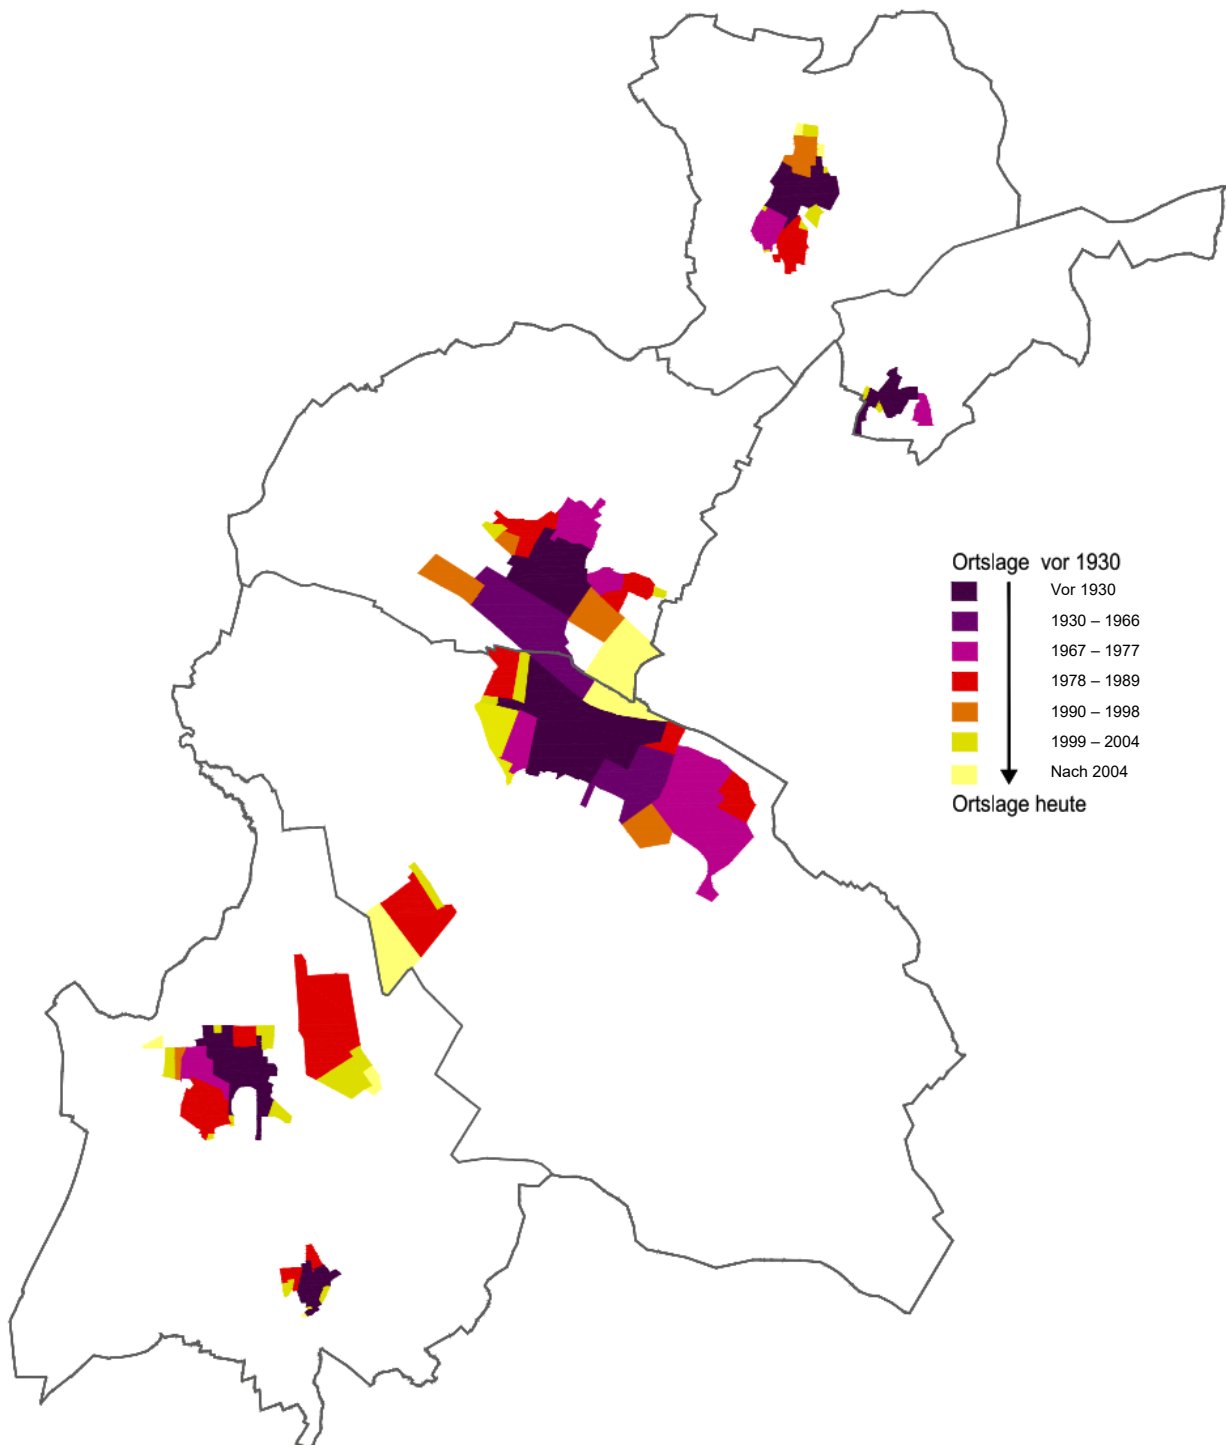 Ortslage vor 1930
Vor 1930
1930 – 1966
1967 – 1977
1978 – 1989
1990 – 1998
1999 – 2004
Nach 2004
Ortslage heute